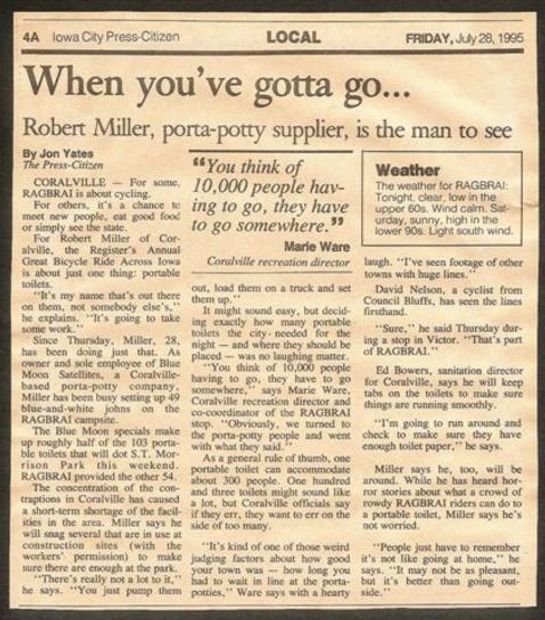 4A Iowa City Press-Citizen LOCAL FRIDAY, July 28, 1995
When you've gotta go...
Robert Miller, porta-potty supplier, is the man to see
By Jon Yates
The Press-Citizen
CORALVILLE — For some,
RAGBRAI is about cycling.
For others, it's a chance to
meet new people, eat good food
or simply see the state.
For Robert Miller of Cor-
alville, the Register's Annual
Great Bicycle Ride Across Iowa
is about just one thing: portable
toilets.
"It's my name that's out there
on them, not somebody else's,"
he explains. "It's going to take
some work."
Since Thursday, Miller, 28,
has been doing just that. As
owner and sole employee of Blue
Moon Satellites, a Coralville-
based porta-potty company,
Miller has been busy setting up 49
blue-and-white johns on the
RAGBRAI campsite.
The Blue Moon specials make
up roughly half of the 103 porta-
ble toilets that will dot S.T. Mor-
rison Park this weekend.
RAGBRAI provided the other 54.
The concentration of the con-
traptions in Coralville has caused
a short-term shortage of the facil-
ities in the area. Miller says he
will snag several that are in use at
construction sites (with the
workers' permission) to make
sure there are enough at the park.
"There's really not a lot to it,"
he says. "You just pump them
"You think of
10,000 people hav-
ing to go, they have
to go somewhere."
Marie Ware
Coralville recreation director
out, load them on a truck and set
them up."
It might sound easy, but decid-
ing exactly how many portable
toilets the city needed for the
night — and where they should be
placed — was no laughing matter.
"You think of 10,000 people
having to go, they have to go
somewhere," says Marie Ware,
Coralville recreation director and
co-coordinator of the RAGBRAI
stop. "Obviously, we turned to
the porta-potty people and went
with what they said."
As a general rule of thumb, one
portable toilet can accommodate
about 300 people. One hundred
and three toilets might sound like
a lot, but Coralville officials say
if they err, they want to err on the
side of too many.
"It's kind of one of those weird
judging factors about how good
your town was — how long you
had to wait in line at the porta-
potties," Ware says with a hearty
Weather
The weather for RAGBRAI:
Tonight, clear, low in the
upper 60s. Wind calm. Sat-
urday, sunny, high in the
lower 90s. Light south wind.
laugh. "I've seen footage of other
towns with huge lines."
David Nelson, a cyclist from
Council Bluffs, has seen the lines
firsthand.
"Sure," he said Thursday dur-
ing a stop in Victor. "That's part
of RAGBRAI."
Ed Bowers, sanitation director
for Coralville, says he will keep
tabs on the toilets to make sure
things are running smoothly.
"I'm going to run around and
check to make sure they have
enough toilet paper," he says.
Miller says he, too, will be
around. While he has heard hor-
ror stories about what a crowd of
rowdy RAGBRAI riders can do to
a portable toilet, Miller says he's
not worried.
"People just have to remember
it's not like going at home," he
says. "It may not be as pleasant,
but it's better than going out-
side."